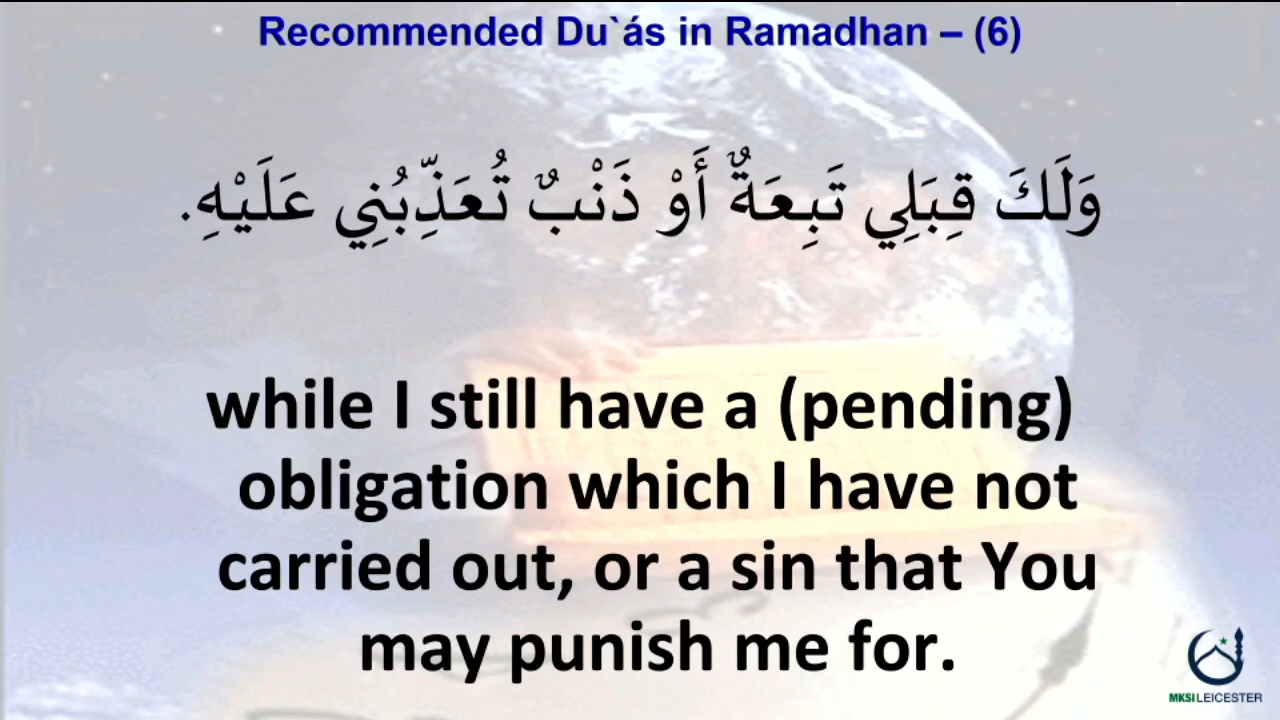 Recommended Du`ás in Ramadhan – (6)
وَلَكَ قِبَلِي تَبِعَةٌ أَوْ ذَنْبٌ تُعَذِّبُنِي عَلَيْهِ.
while I still have a (pending)
obligation which I have not
carried out, or a sin that You
may punish me for.
MKSI LEICESTER